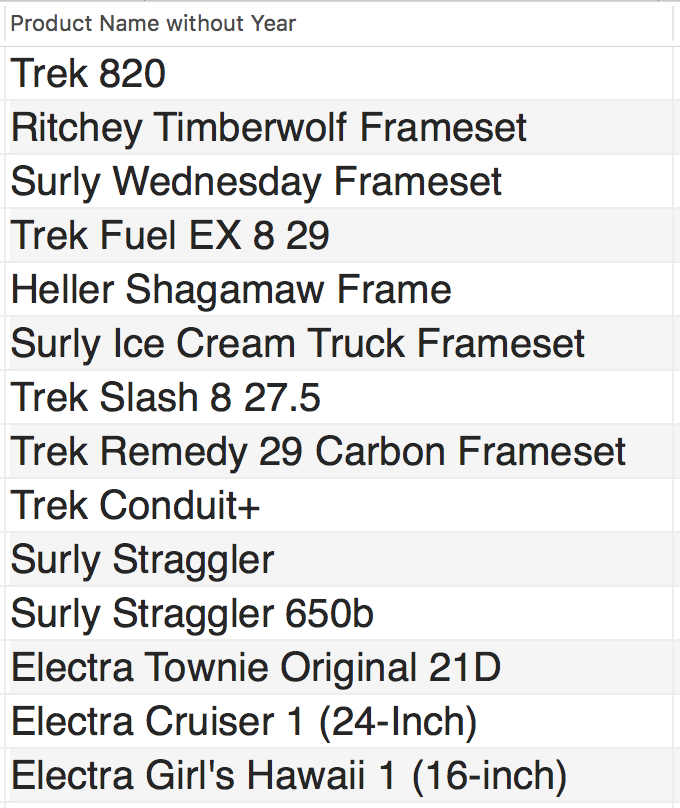 Product Name without Year
Trek 820
Ritchey Timberwolf Frameset
Surly Wednesday Frameset
Trek Fuel EX 8 29
Heller Shagamaw Frame
Surly Ice Cream Truck Frameset
Trek Slash 8 27.5
Trek Remedy 29 Carbon Frameset
Trek Conduit+
Surly Straggler
Surly Straggler 650b
Electra Townie Original 21D
Electra Cruiser 1 (24-Inch)
Electra Girl's Hawaii 1 (16-inch)